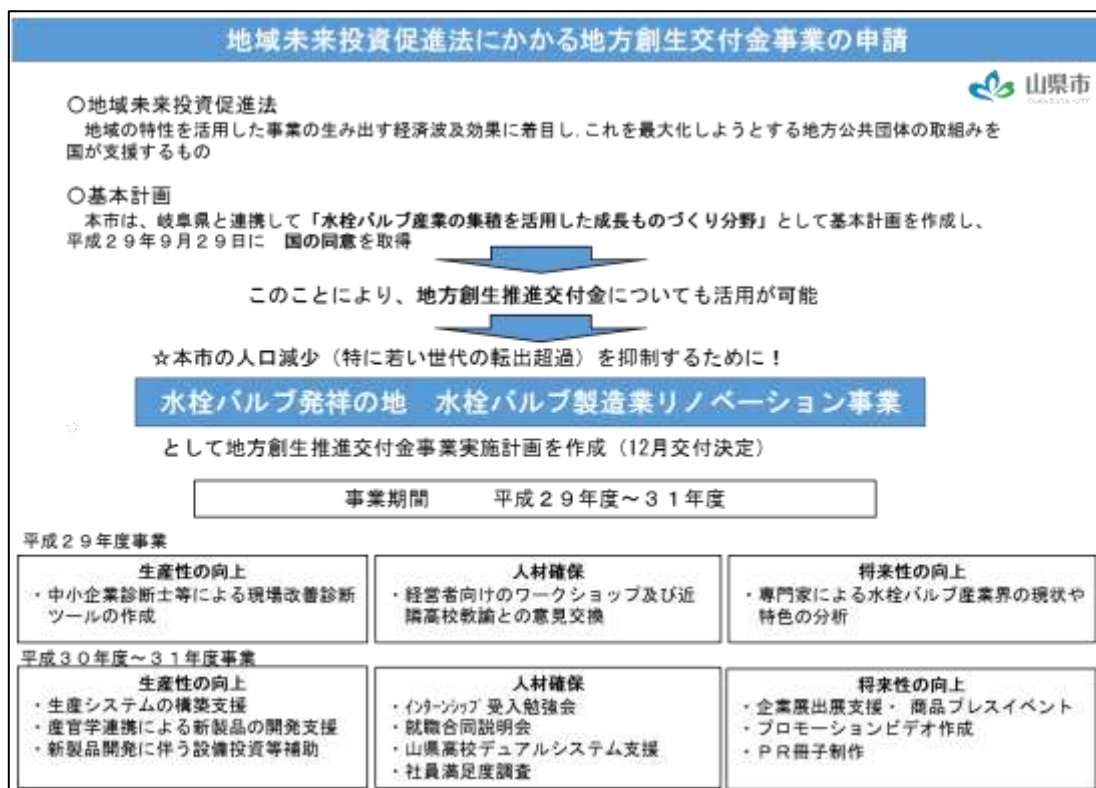 地域未来投資促進法にかかる地方創生交付金事業の申請
山県市
YAMAGATA CITY
○地域未来投資促進法
地域の特性を活用した事業の生み出す経済波及効果に着目し、これを最大化しようとする地方公共団体の取組みを
国が支援するもの
○基本計画
本市は、岐阜県と連携して「水栓バルブ産業の集積を活用した成長ものづくり分野」として基本計画を作成し、
平成29年9月29日に 国の同意を取得
このことにより、地方創生推進交付金についても活用が可能
☆本市の人口減少（特に若い世代の転出超過）を抑制するために！
水栓バルブ発祥の地 水栓バルブ製造業リノベーション事業
として地方創生推進交付金事業実施計画を作成（12月交付決定）
事業期間 平成２９年度～３１年度
平成２９年度事業
生産性の向上
・中小企業診断士等による現場改善診断
ツールの作成
人材確保
・経営者向けのワークショップ及び近
隣高校教諭との意見交換
将来性の向上
・専門家による水栓バルブ産業界の現状や
特色の分析
平成３０年度～３１年度事業
生産性の向上
・生産システムの構築支援
・産官学連携による新製品の開発支援
・新製品開発に伴う設備投資等補助
人材確保
・ｲﾝﾀｰﾝｼｯﾌﾟ受入勉強会
・就職合同説明会
・山県高校デュアルシステム支援
・社員満足度調査
将来性の向上
・企業展出展支援・ 商品プレスイベント
・プロモーションビデオ作成
・ＰＲ冊子制作